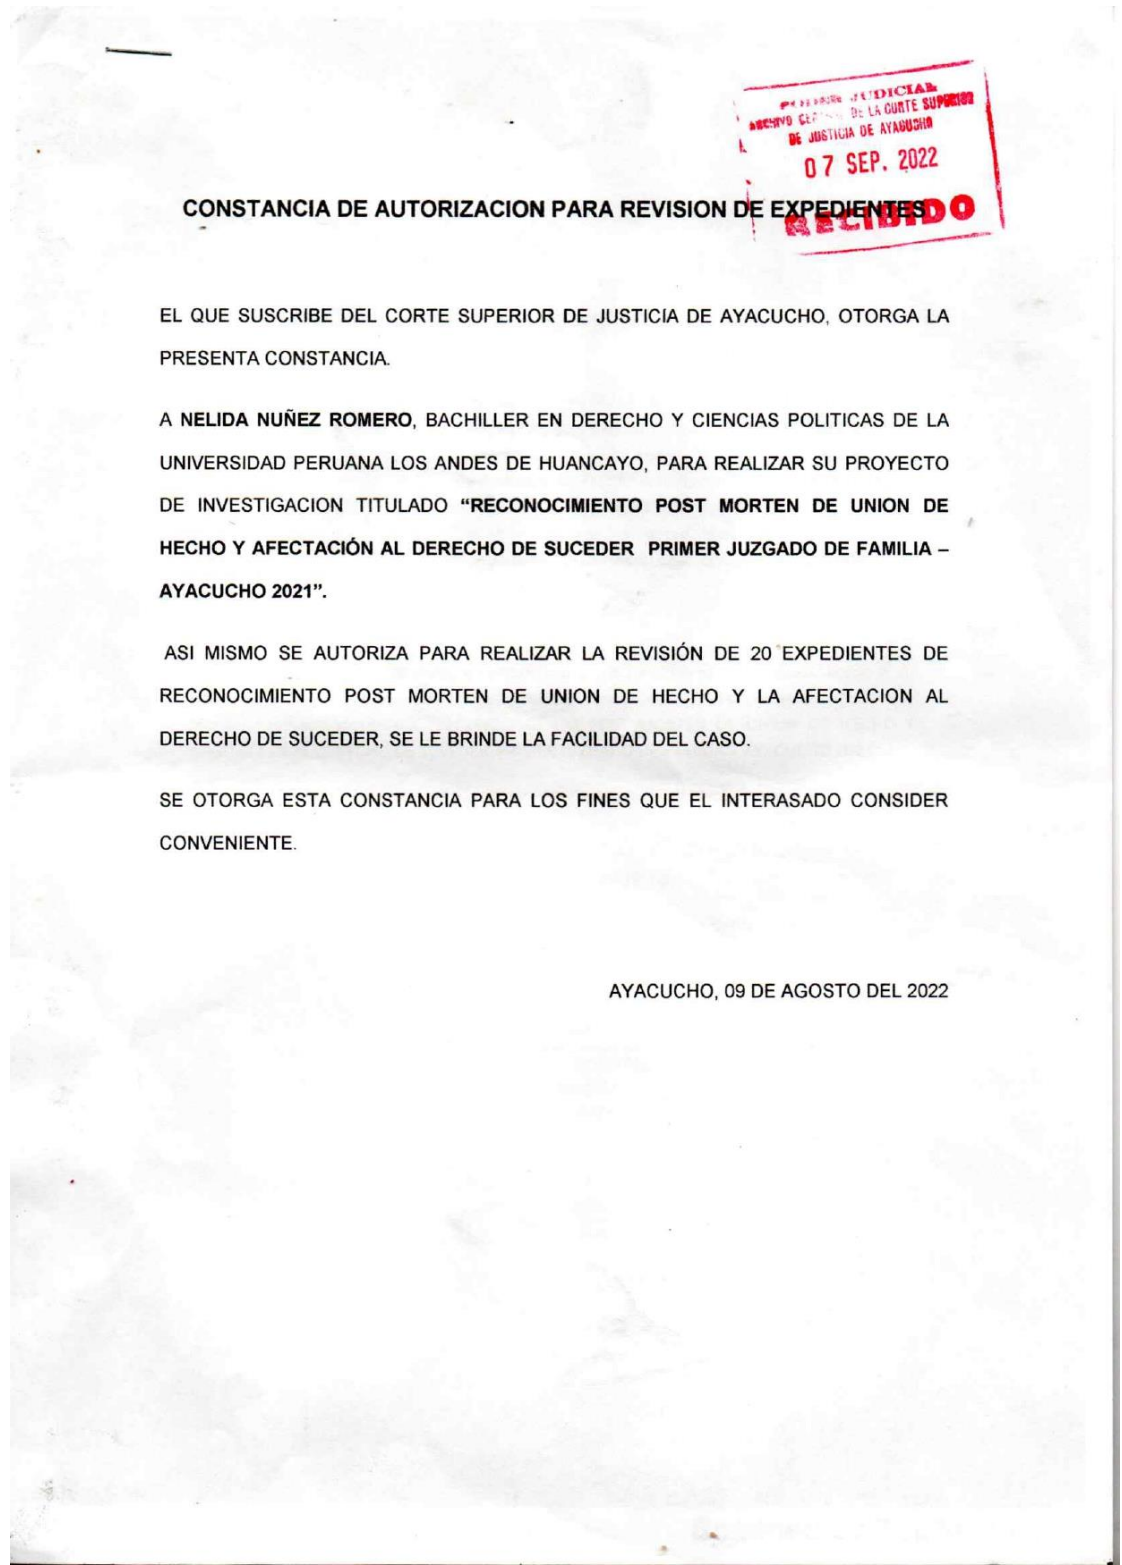 JUDICIAL
DE LA CORTE SUPERIOR
DE JUSTICIA DE AYACUCHO
07 SEP. 2022
RECIBIDO
CONSTANCIA DE AUTORIZACION PARA REVISION DE EXPEDIENTES
EL QUE SUSCRIBE DEL CORTE SUPERIOR DE JUSTICIA DE AYACUCHO, OTORGA LA
PRESENTA CONSTANCIA.
A NELIDA NUÑEZ ROMERO, BACHILLER EN DERECHO Y CIENCIAS POLITICAS DE LA
UNIVERSIDAD PERUANA LOS ANDES DE HUANCAYO, PARA REALIZAR SU PROYECTO
DE INVESTIGACION TITULADO “RECONOCIMIENTO POST MORTEN DE UNION DE
HECHO Y AFECTACIÓN AL DERECHO DE SUCEDER PRIMER JUZGADO DE FAMILIA –
AYACUCHO 2021”.
ASI MISMO SE AUTORIZA PARA REALIZAR LA REVISIÓN DE 20 EXPEDIENTES DE
RECONOCIMIENTO POST MORTEN DE UNION DE HECHO Y LA AFECTACION AL
DERECHO DE SUCEDER, SE LE BRINDE LA FACILIDAD DEL CASO.
SE OTORGA ESTA CONSTANCIA PARA LOS FINES QUE EL INTERASADO CONSIDER
CONVENIENTE.
AYACUCHO, 09 DE AGOSTO DEL 2022